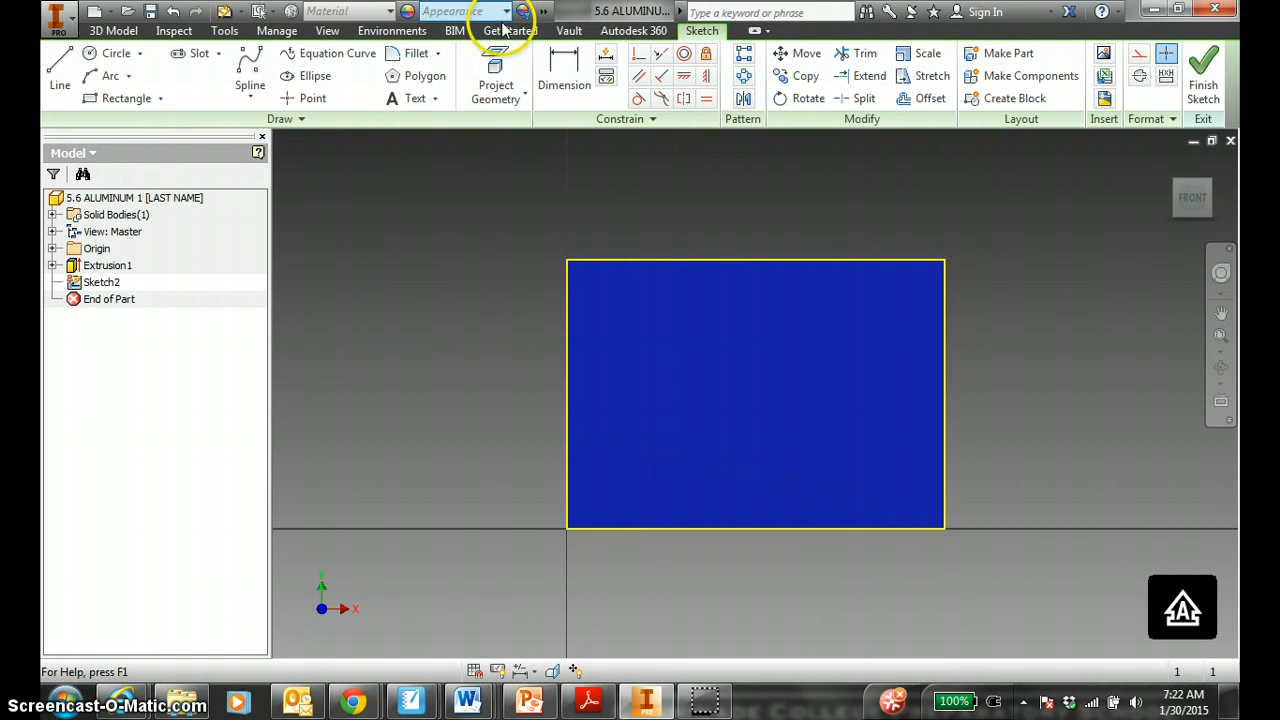 Material
Appearance
5.6 ALUMINU...
Type a keyword or phrase
Sign In
PRO
3D Model
Inspect
Tools
Manage
View
Environments
BIM
Get Started
Vault
Autodesk 360
Sketch
Line
Circle
Arc
Rectangle
Slot
Spline
Equation Curve
Ellipse
Point
Fillet
Polygon
Text
Project Geometry
Dimension
Move
Copy
Rotate
Trim
Extend
Split
Scale
Stretch
Offset
Make Part
Make Components
Create Block
Finish Sketch
Draw
Constrain
Pattern
Modify
Layout
Insert
Format
Exit
Model
5.6 ALUMINUM 1 [LAST NAME]
Solid Bodies(1)
View: Master
Origin
Extrusion1
Sketch2
End of Part
FRONT
Y
X
A
For Help, press F1
1 1
100%
7:22 AM
1/30/2015
PRO
Screencast-O-Matic.com